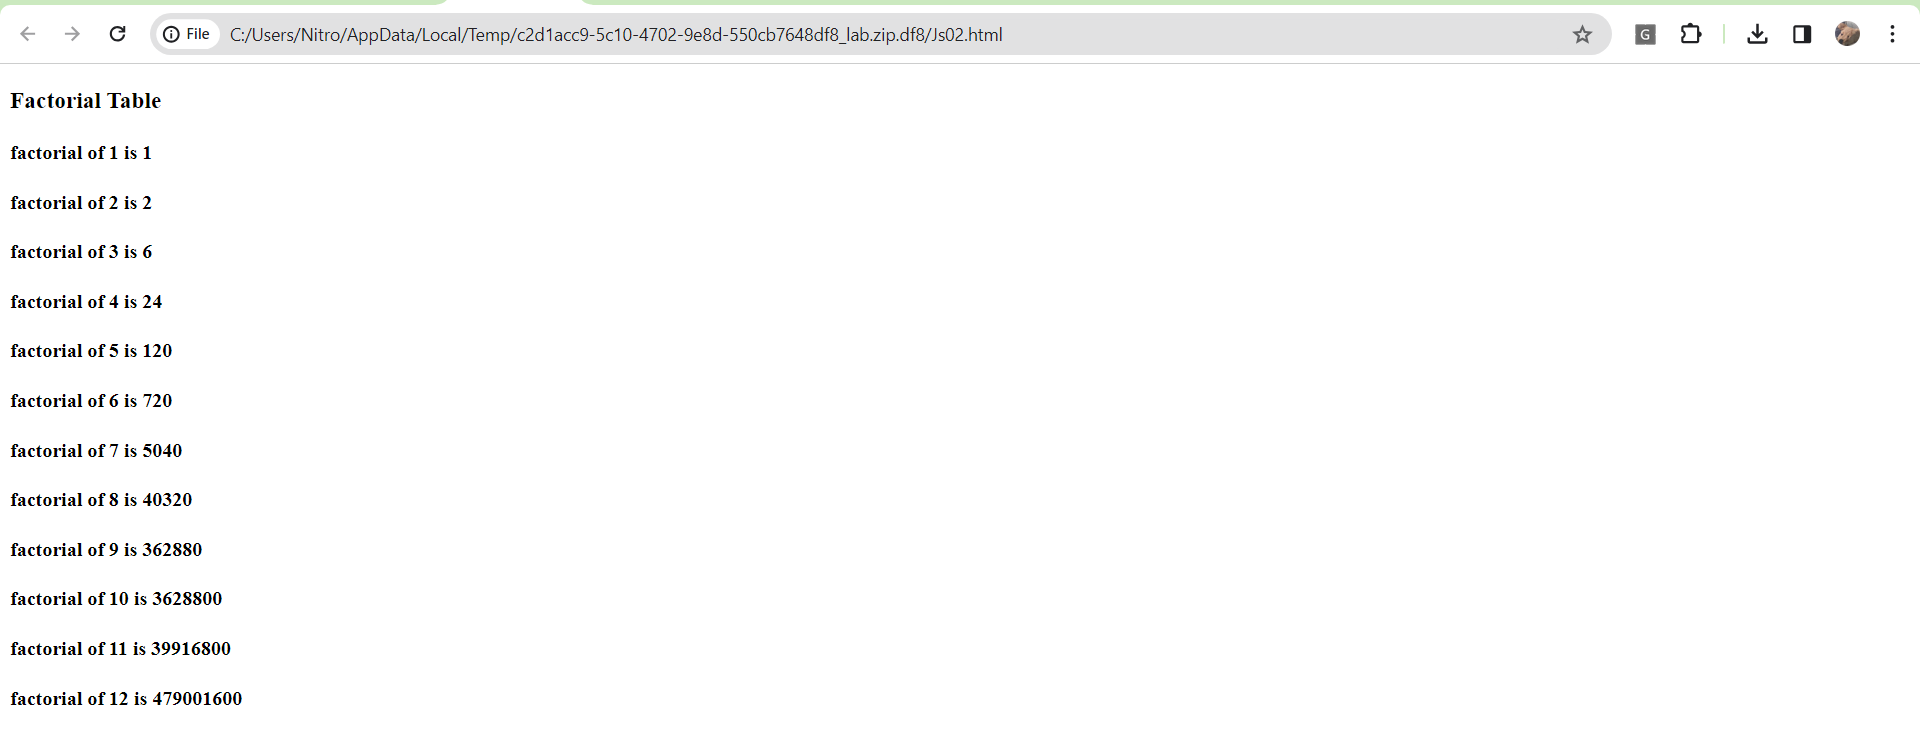 File C:/Users/Nitro/AppData/Local/Temp/c2d1acc9-5c10-4702-9e8d-550cb7648df8_lab.zip.df8/Js02.html G
Factorial Table
factorial of 1 is 1
factorial of 2 is 2
factorial of 3 is 6
factorial of 4 is 24
factorial of 5 is 120
factorial of 6 is 720
factorial of 7 is 5040
factorial of 8 is 40320
factorial of 9 is 362880
factorial of 10 is 3628800
factorial of 11 is 39916800
factorial of 12 is 479001600